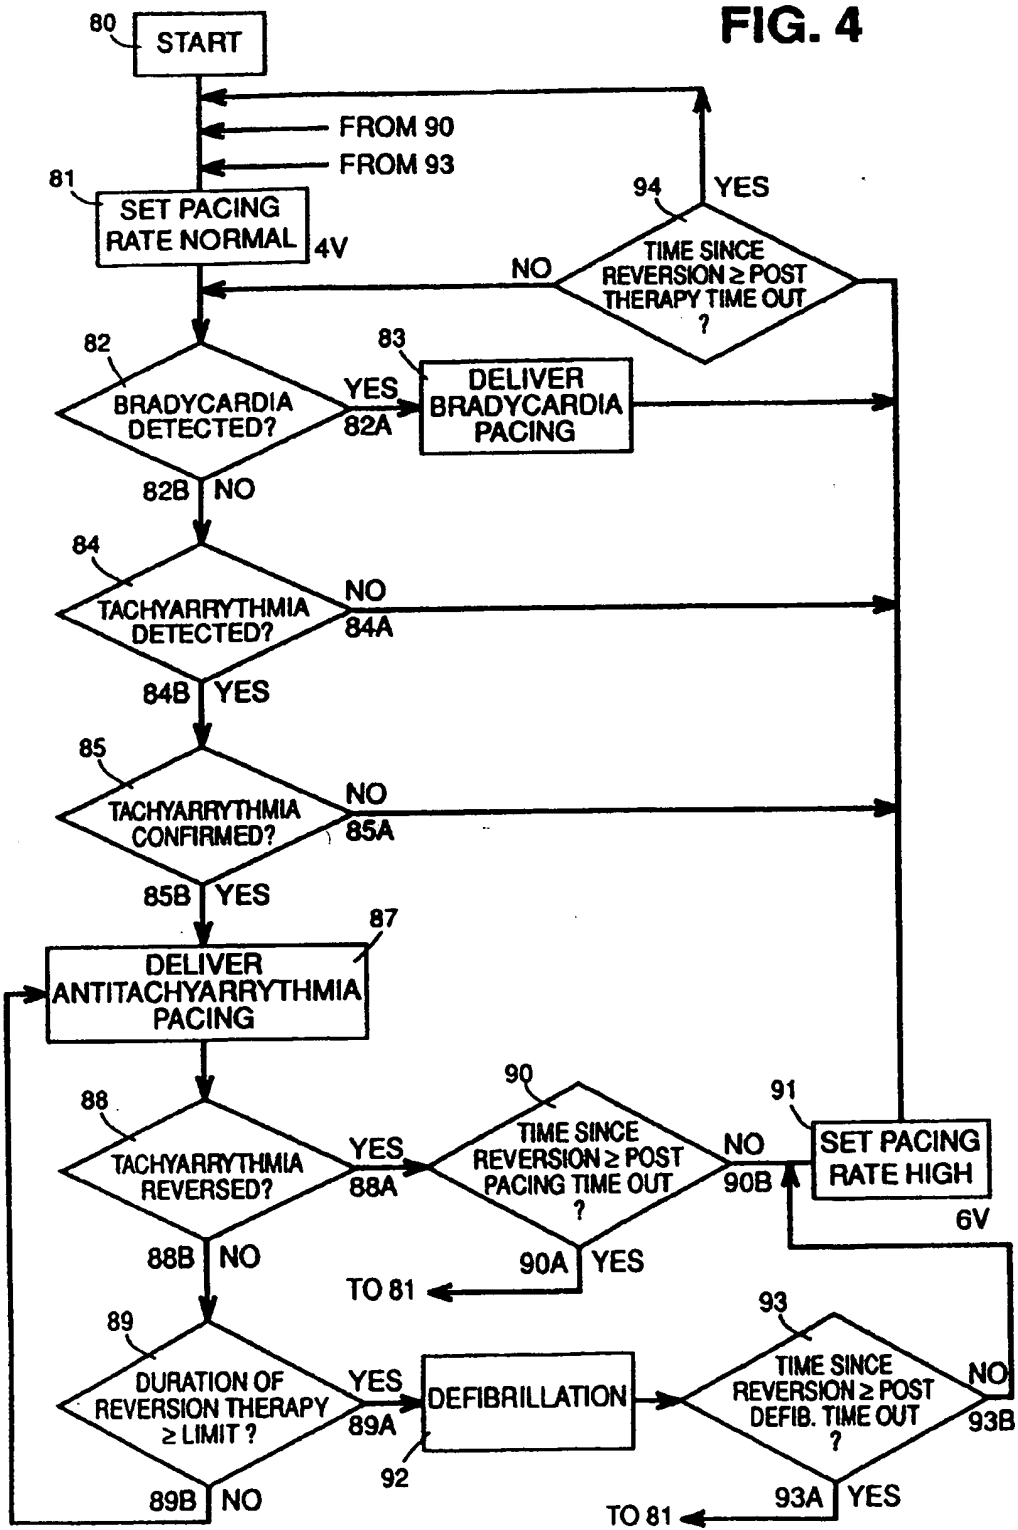 FIG. 4
80
START
FROM 90
FROM 93
81
SET PACING
RATE NORMAL
4V
94
YES
NO
TIME SINCE
REVERSION ≥ POST
THERAPY TIME OUT
?
82
BRADYCARDIA
DETECTED?
YES
82A
83
DELIVER
BRADYCARDIA
PACING
82B
NO
84
TACHYARRYTHMIA
DETECTED?
NO
84A
84B
YES
85
TACHYARRYTHMIA
CONFIRMED?
NO
85A
85B
YES
87
DELIVER
ANTITACHYARRYTHMIA
PACING
88
TACHYARRYTHMIA
REVERSED?
YES
88A
90
TIME SINCE
REVERSION ≥ POST
PACING TIME OUT
?
NO
90B
91
SET PACING
RATE HIGH
6V
88B
NO
90A
YES
TO 81
89
DURATION OF
REVERSION THERAPY
≥ LIMIT ?
YES
89A
DEFIBRILLATION
92
93
TIME SINCE
REVERSION ≥ POST
DEFIB. TIME OUT
?
NO
93B
89B
NO
93A
YES
TO 81